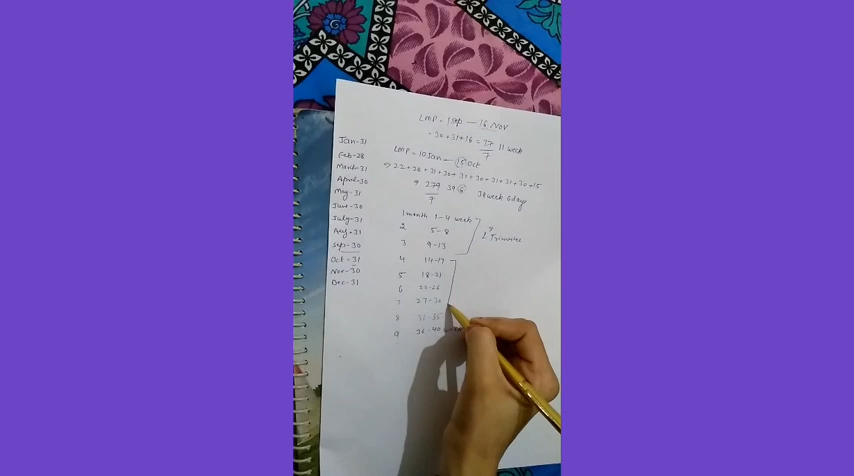 LMP - 1 Sep — 16 Nov
- 30 + 31 + 16 = 77 11 week
7
LMP - 10 Jan — 15 Oct
22 + 28 + 31 + 30 + 31 + 30 + 31 + 31 + 30 + 15
279 39 6 39 week 6 day
7
Jan - 31
Feb - 28
March - 31
April - 30
May - 31
June - 30
July - 31
Aug - 31
Sep - 30
Oct - 31
Nov - 30
Dec - 31
1 month 1 - 4 week
2 5 - 8
3 9 - 13
1st Trimester
4 14 - 17
5 18 - 21
6 22 - 26
7 27 - 30
8 31 - 35
9 36 - 40